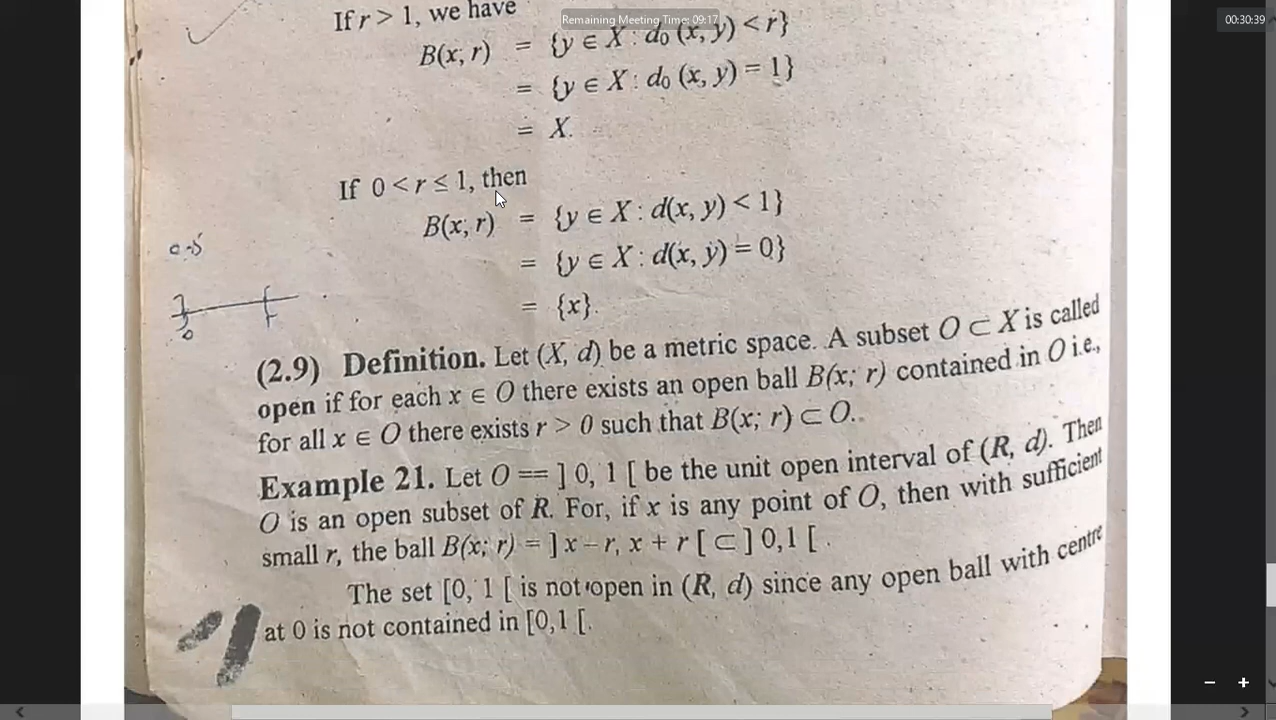 Remaining Meeting Time: 09:17
00:30:39
If r > 1, we have
B(x, r) = {y ∈ X : d₀ (x, y) < r}
= {y ∈ X : d₀ (x, y) = 1}
= X.
If 0 < r ≤ 1, then
B(x, r) = {y ∈ X : d(x, y) < 1}
= {y ∈ X : d(x, y) = 0}
= {x}.
0.5
0
(2.9) Definition. Let (X, d) be a metric space. A subset O ⊂ X is called
open if for each x ∈ O there exists an open ball B(x; r) contained in O i.e.,
for all x ∈ O there exists r > 0 such that B(x; r) ⊂ O.
Example 21. Let O == ] 0, 1 [ be the unit open interval of (R, d). Then
O is an open subset of R. For, if x is any point of O, then with sufficient
small r, the ball B(x; r) = ] x – r, x + r [ ⊂ ] 0,1 [ .
The set [0, 1 [ is not open in (R, d) since any open ball with centre
at 0 is not contained in [0,1 [.